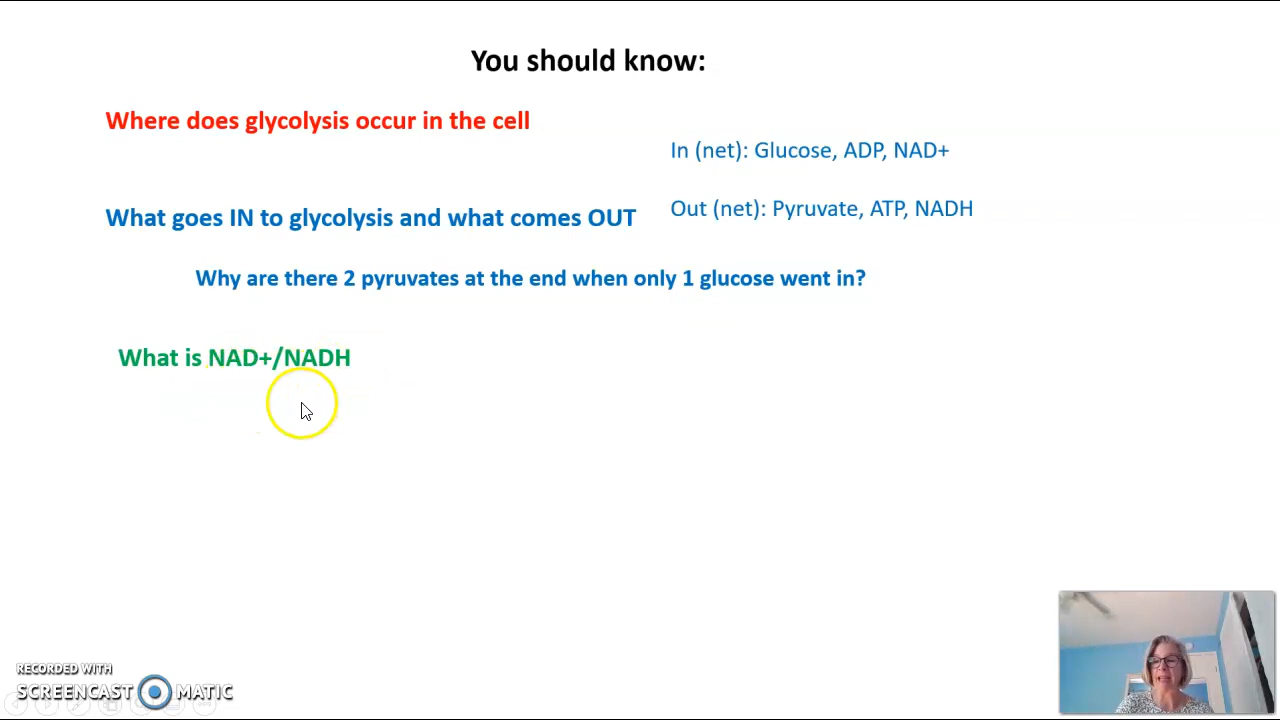 You should know:
Where does glycolysis occur in the cell
In (net): Glucose, ADP, NAD+
What goes IN to glycolysis and what comes OUT
Out (net): Pyruvate, ATP, NADH
Why are there 2 pyruvates at the end when only 1 glucose went in?
What is NAD+/NADH
RECORDED WITH
SCREENCAST MATIC